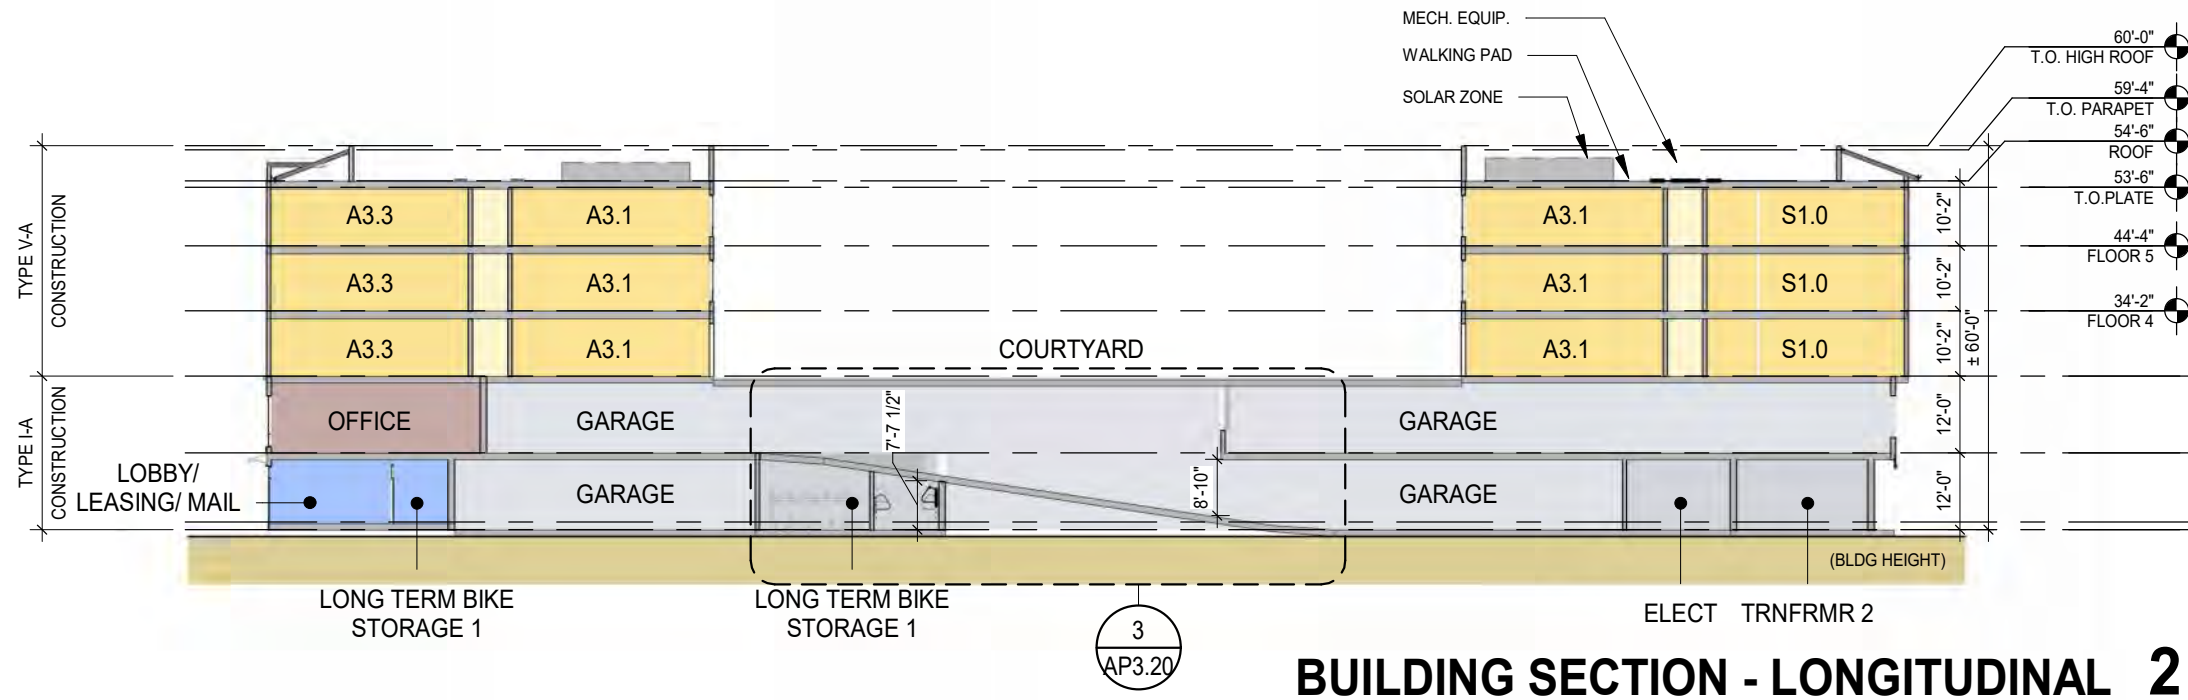 MECH. EQUIP.
WALKING PAD
SOLAR ZONE
60'-0"
T.O. HIGH ROOF
59'-4"
T.O. PARAPET
54'-6"
ROOF
53'-6"
T.O.PLATE
44'-4"
FLOOR 5
34'-2"
FLOOR 4
TYPE V-A
CONSTRUCTION
TYPE I-A
CONSTRUCTION
A3.3
A3.1
A3.1
S1.0
10'-2"
A3.3
A3.1
A3.1
S1.0
10'-2"
A3.3
A3.1
COURTYARD
A3.1
S1.0
10'-2"
± 60'-0"
OFFICE
GARAGE
7'-7 1/2"
GARAGE
12'-0"
LOBBY/
LEASING/ MAIL
GARAGE
8'-10"
GARAGE
12'-0"
(BLDG HEIGHT)
LONG TERM BIKE
STORAGE 1
LONG TERM BIKE
STORAGE 1
ELECT
TRNFRMR 2
3
AP3.20
BUILDING SECTION - LONGITUDINAL 2